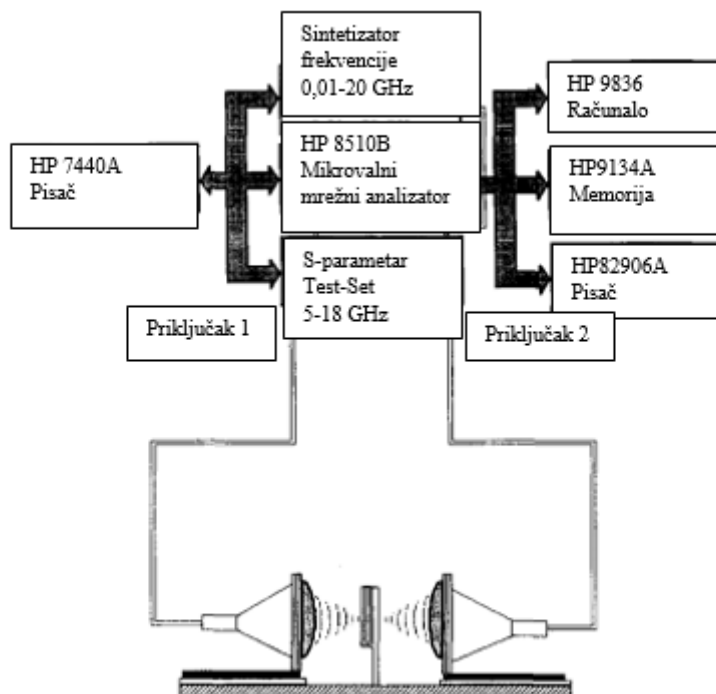 Sintetizator
frekvencije
0,01-20 GHz
HP 7440A
Pisač
HP 8510B
Mikrovalni
mrežni analizator
HP 9836
Računalo
HP9134A
Memorija
HP82906A
Pisač
S-parametar
Test-Set
5-18 GHz
Priključak 1
Priključak 2